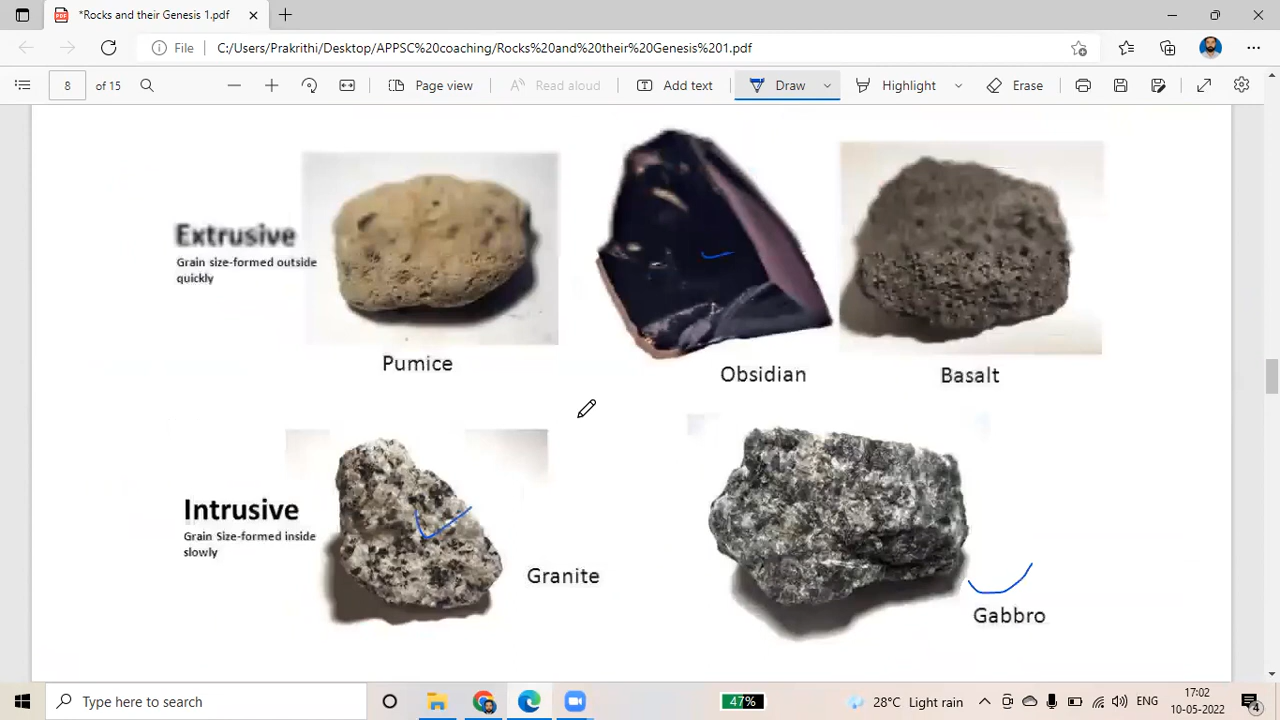 *Rocks and their Genesis 1.pdf
File
C:/Users/Prakrithi/Desktop/APPSC%20coaching/Rocks%20and%20their%20Genesis%201.pdf
8 of 15
Page view
Read aloud
Add text
Draw
Highlight
Erase
Extrusive
Grain size-formed outside
quickly
Pumice
Obsidian
Basalt
Intrusive
Grain Size-formed inside
slowly
Granite
Gabbro
Type here to search
47%
28°C Light rain
ENG
17:02
10-05-2022
4